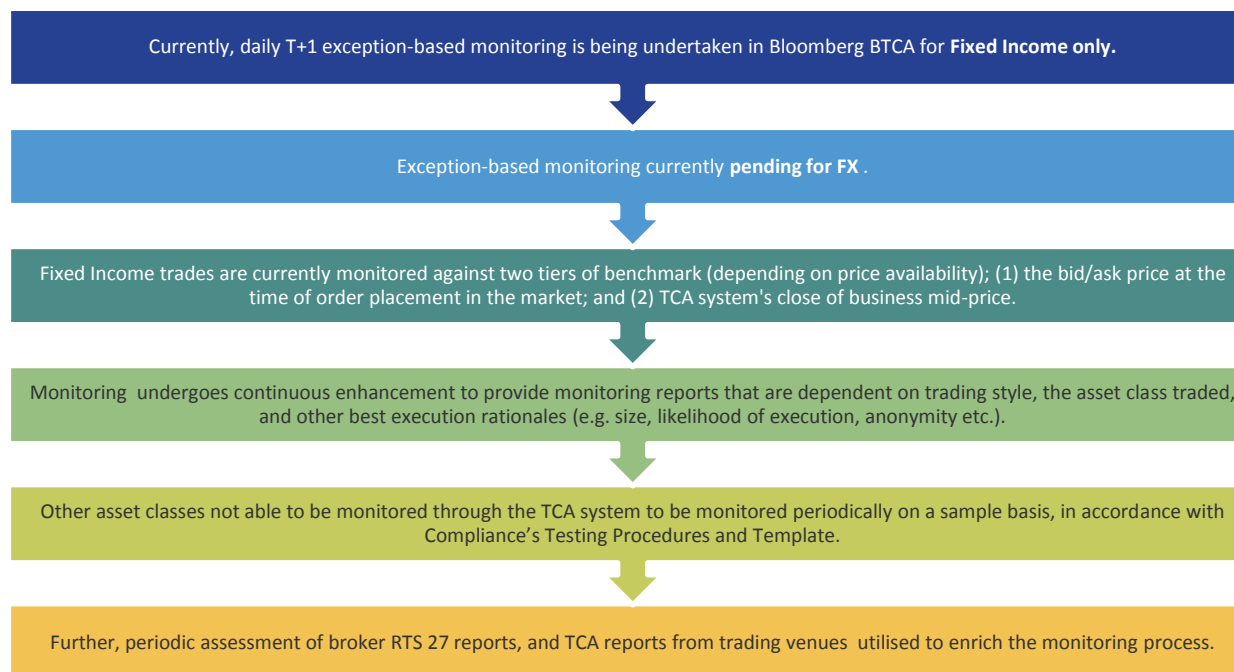 Currently, daily T+1 exception-based monitoring is being undertaken in Bloomberg BTCA for Fixed Income only.
Exception-based monitoring currently pending for FX .
Fixed Income trades are currently monitored against two tiers of benchmark (depending on price availability); (1) the bid/ask price at the
time of order placement in the market; and (2) TCA system's close of business mid-price.
Monitoring  undergoes continuous enhancement to provide monitoring reports that are dependent on trading style, the asset class traded,
and other best execution rationales (e.g. size, likelihood of execution, anonymity etc.).
Other asset classes not able to be monitored through the TCA system to be monitored periodically on a sample basis, in accordance with
Compliance’s Testing Procedures and Template.
Further, periodic assessment of broker RTS 27 reports, and TCA reports from trading venues  utilised to enrich the monitoring process.